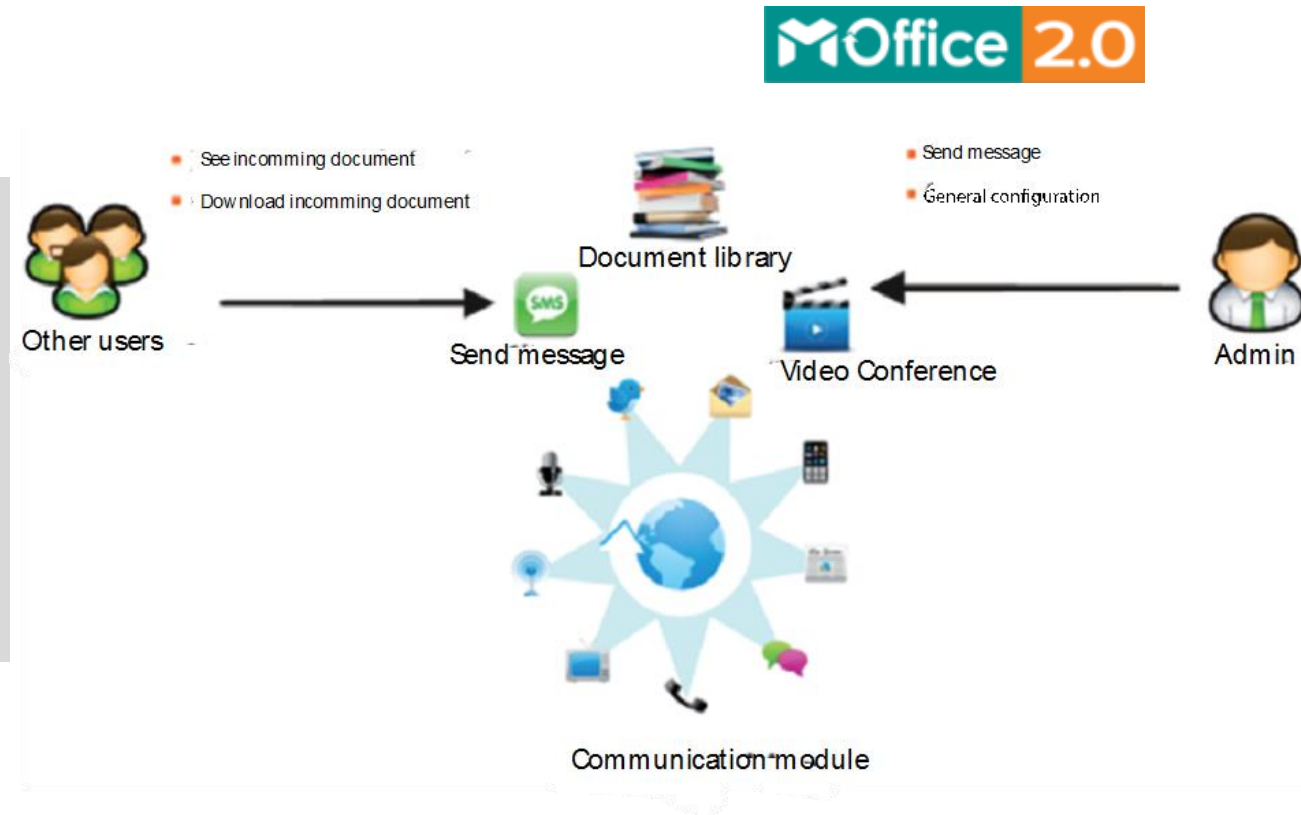 MOffice 2.0
See incomming document
Download incomming document
Send message
General configuration
Document library
SMS
Other users
Send message
Video Conference
Admin
Communication module